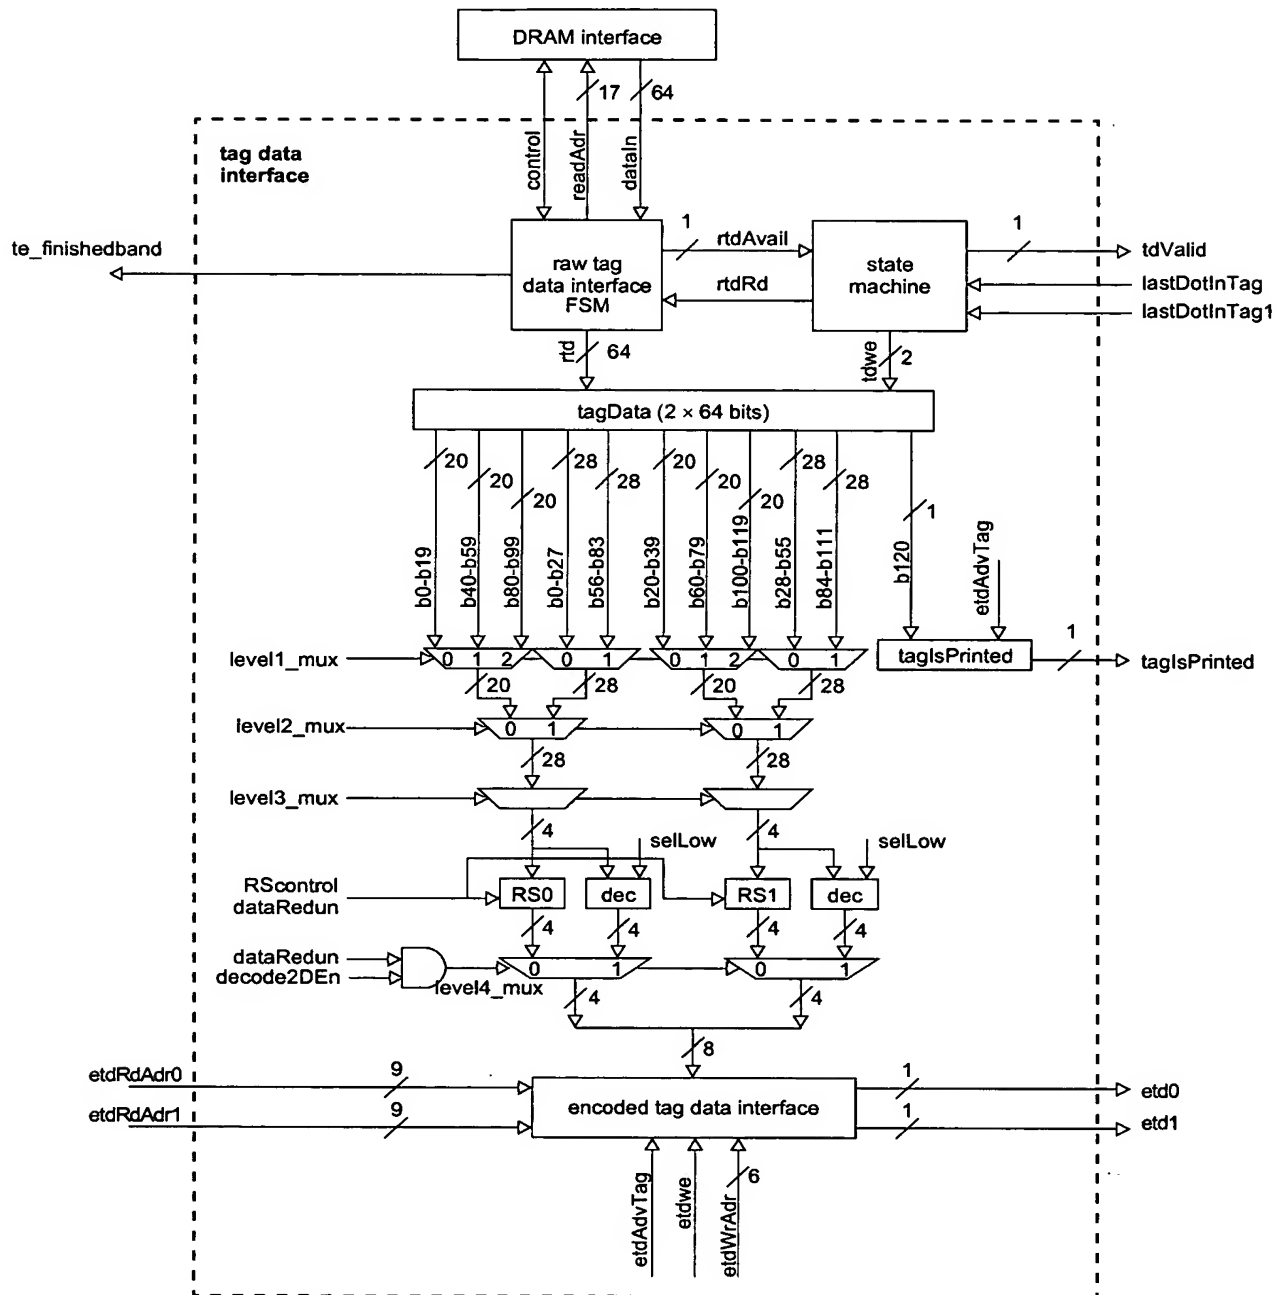 DRAM interface
17
64
control
readAdr
dataIn
tag data
interface
te_finishedband
raw tag
data interface
FSM
1
rtdAvail
rtdRd
state
machine
1
tdValid
lastDotInTag
lastDotInTag1
rtd
64
tdwe
2
tagData (2 × 64 bits)
20
20
20
28
28
20
20
20
28
28
1
b0-b19
b40-b59
b80-b99
b0-b27
b56-b83
b20-b39
b60-b79
b100-b119
b28-b55
b84-b111
b120
etdAdvTag
level1_mux
0 1 2
0 1
0 1 2
0 1
tagIsPrinted
1
tagIsPrinted
20
28
20
28
level2_mux
0 1
0 1
28
28
level3_mux
4
4
selLow
selLow
RScontrol
dataRedun
RS0
dec
RS1
dec
4
4
4
4
dataRedun
decode2DEn
level4_mux
0 1
0 1
4
4
8
etdRdAdr0
9
etdRdAdr1
9
encoded tag data interface
1
etd0
1
etd1
etdAdvTag
etdwe
etdWrAdr
6